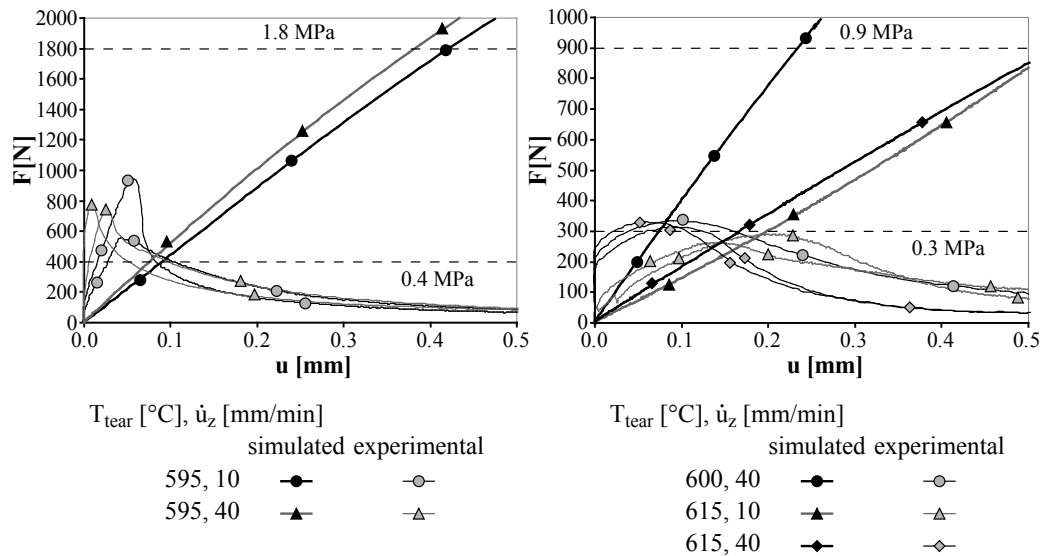 2000
1800
1600
1400
1200
1000
800
600
400
200
0
F[N]
1.8 MPa
0.4 MPa
0.0 0.1 0.2 0.3 0.4 0.5
u [mm]
1000
900
800
700
600
500
400
300
200
100
0
F[N]
0.9 MPa
0.3 MPa
0.0 0.1 0.2 0.3 0.4 0.5
u [mm]
T_tear [°C], u̇_z [mm/min]
simulated experimental
595, 10
595, 40
T_tear [°C], u̇_z [mm/min]
simulated experimental
600, 40
615, 10
615, 40